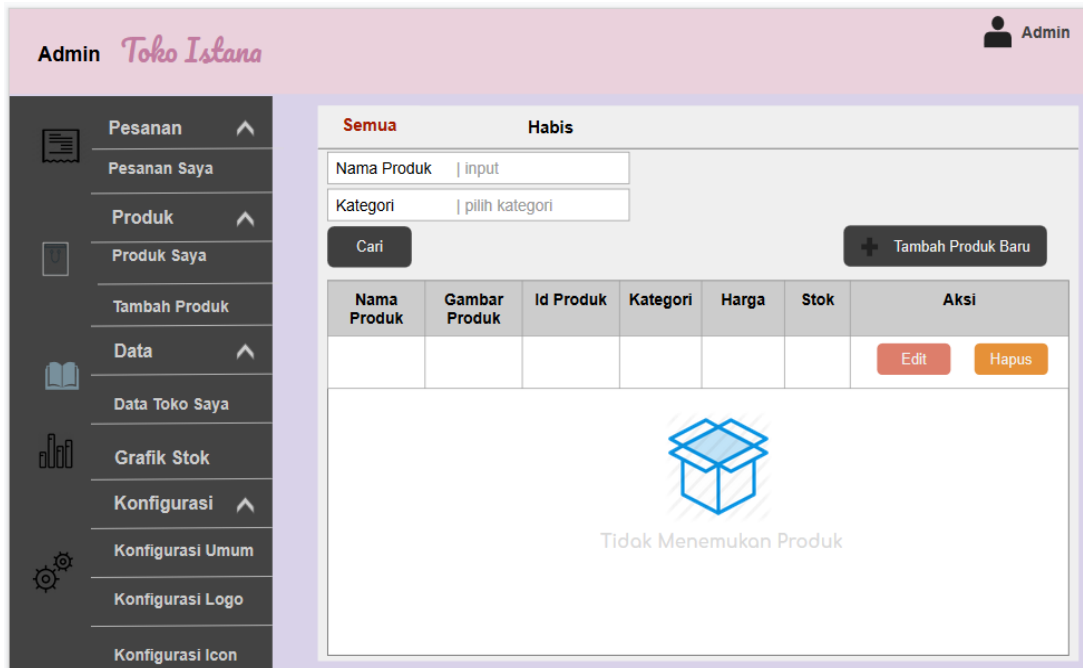 Admin Toko Istana
Admin
Pesanan
Pesanan Saya
Produk
Produk Saya
Tambah Produk
Data
Data Toko Saya
Grafik Stok
Konfigurasi
Konfigurasi Umum
Konfigurasi Logo
Konfigurasi Icon
Semua Habis
Nama Produk | input
Kategori | pilih kategori
Cari
Tambah Produk Baru
Nama Produk Gambar Produk Id Produk Kategori Harga Stok Aksi
Edit Hapus
Tidak Menemukan Produk